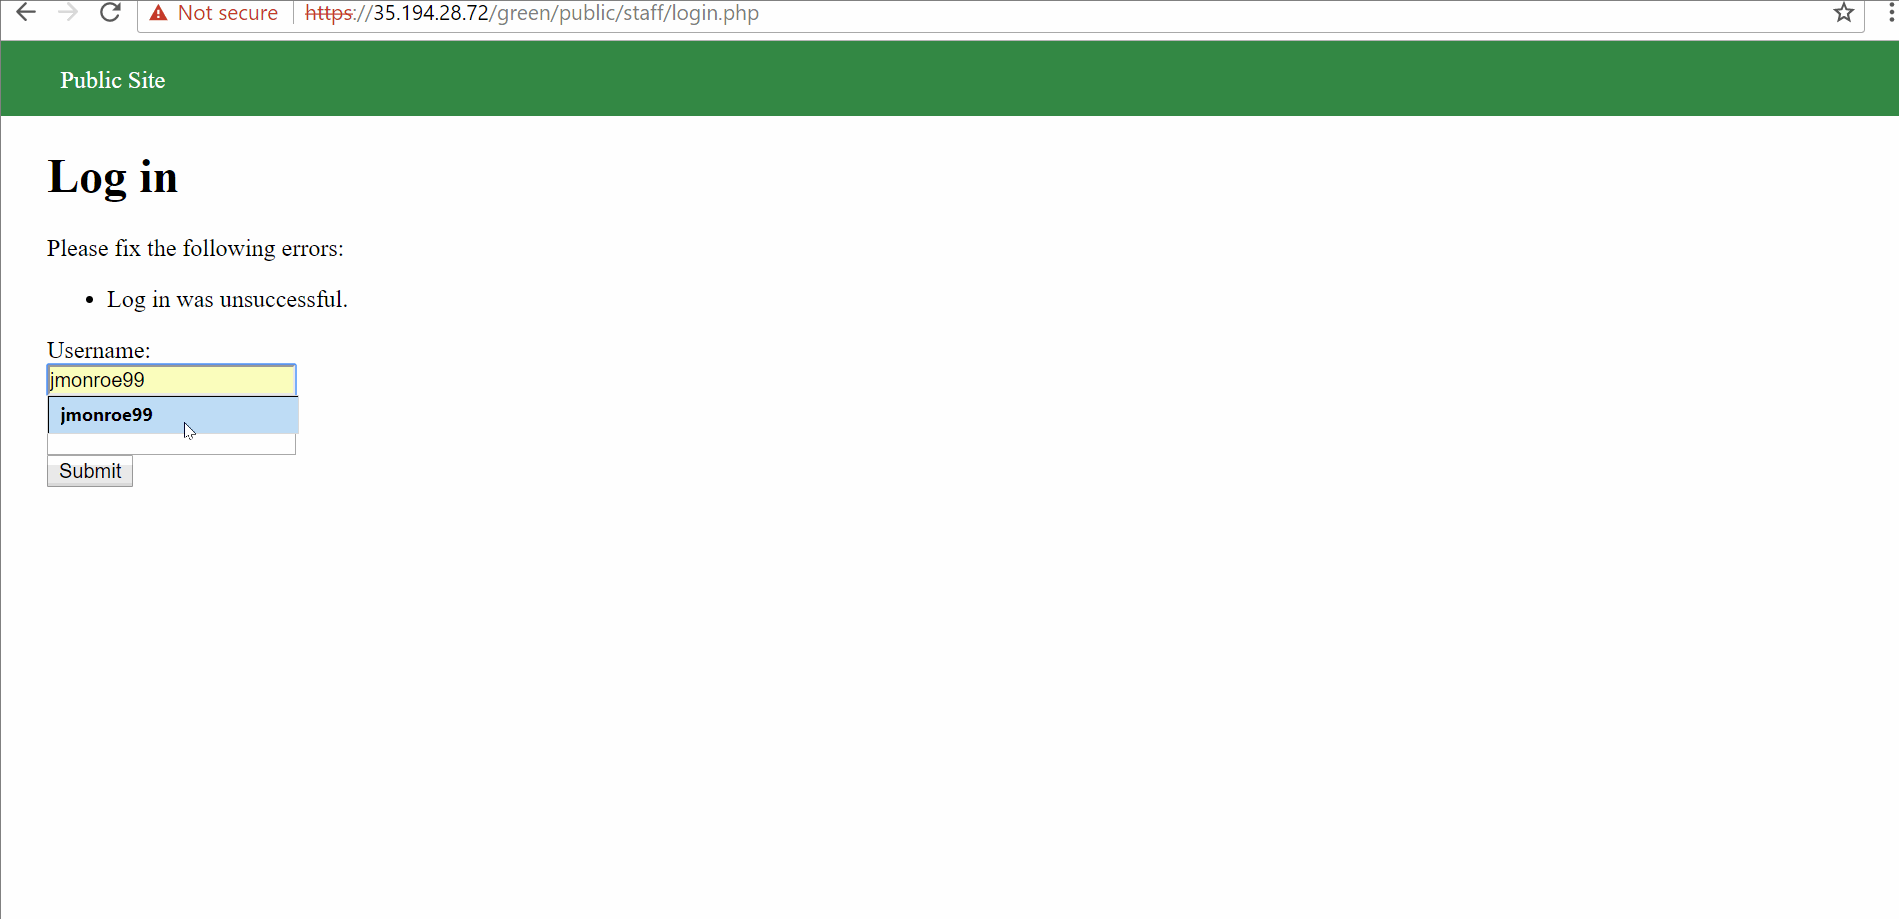 Not secure https://35.194.28.72/green/public/staff/login.php
Public Site
Log in
Please fix the following errors:
Log in was unsuccessful.
Username:
jmonroe99
jmonroe99
Submit